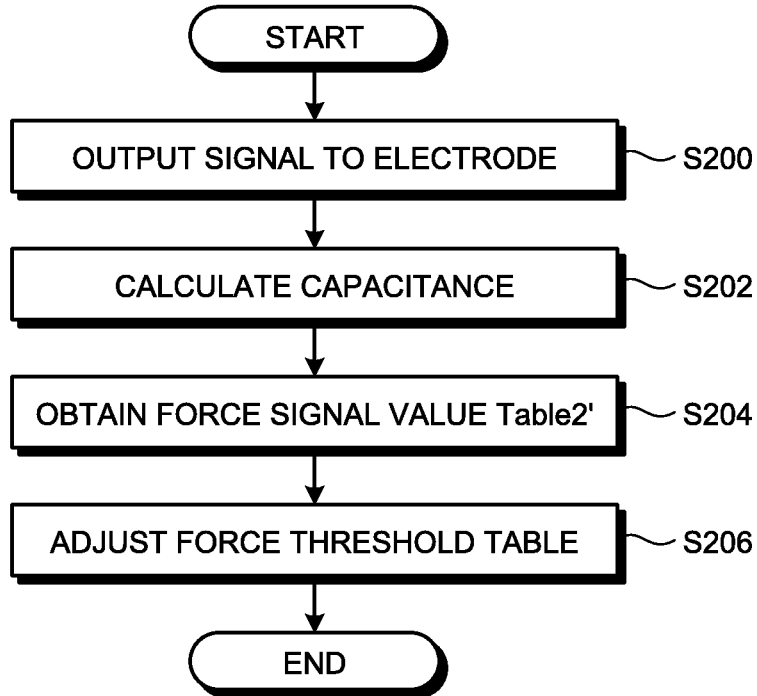 START
OUTPUT SIGNAL TO ELECTRODE
S200
CALCULATE CAPACITANCE
S202
OBTAIN FORCE SIGNAL VALUE Table2'
S204
ADJUST FORCE THRESHOLD TABLE
S206
END